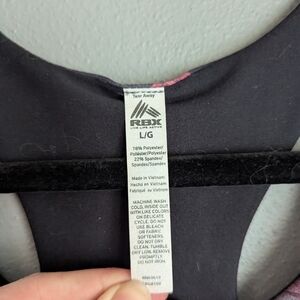 Tear Away
RBX
LIVE LIFE ACTIVE
L/G
78% Polyester/
Poliéster/Polyester
22% Spandex/
Spandex/Spandex
Made in Vietnam
Hecho en Vietnam
Fabriqué au Vietnam
MACHINE WASH
COLD, INSIDE OUT
WITH LIKE COLORS
ON DELICATE
CYCLE. DO NOT
USE BLEACH
OR FABRIC
SOFTENERS.
DO NOT DRY
CLEAN. TUMBLE
DRY LOW. REMOVE
PROMPTLY.
DO NOT IRON.